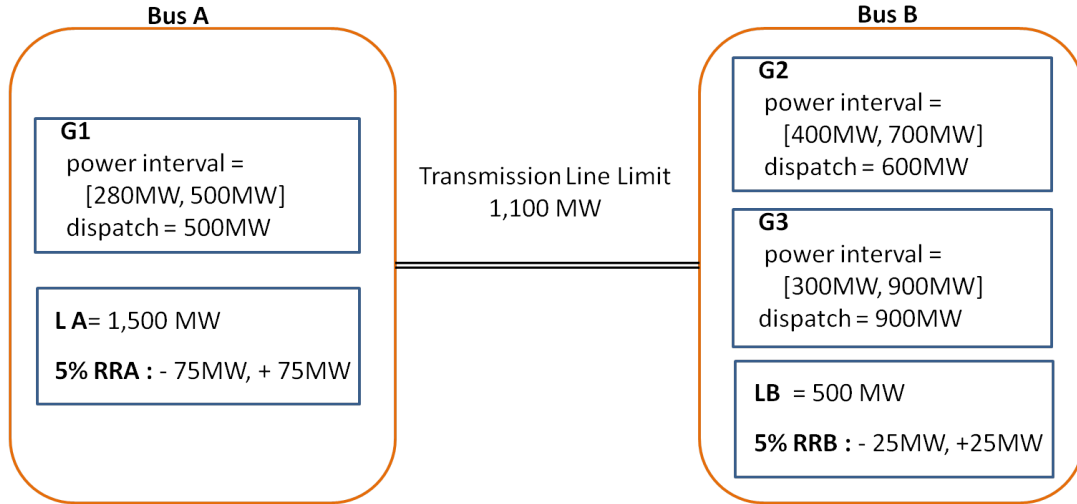 Bus A
G1
power interval =
[280MW, 500MW]
dispatch = 500MW
L A= 1,500 MW
5% RRA : - 75MW, + 75MW
Transmission Line Limit
1,100 MW
Bus B
G2
power interval =
[400MW, 700MW]
dispatch = 600MW
G3
power interval =
[300MW, 900MW]
dispatch = 900MW
LB = 500 MW
5% RRB : - 25MW, +25MW